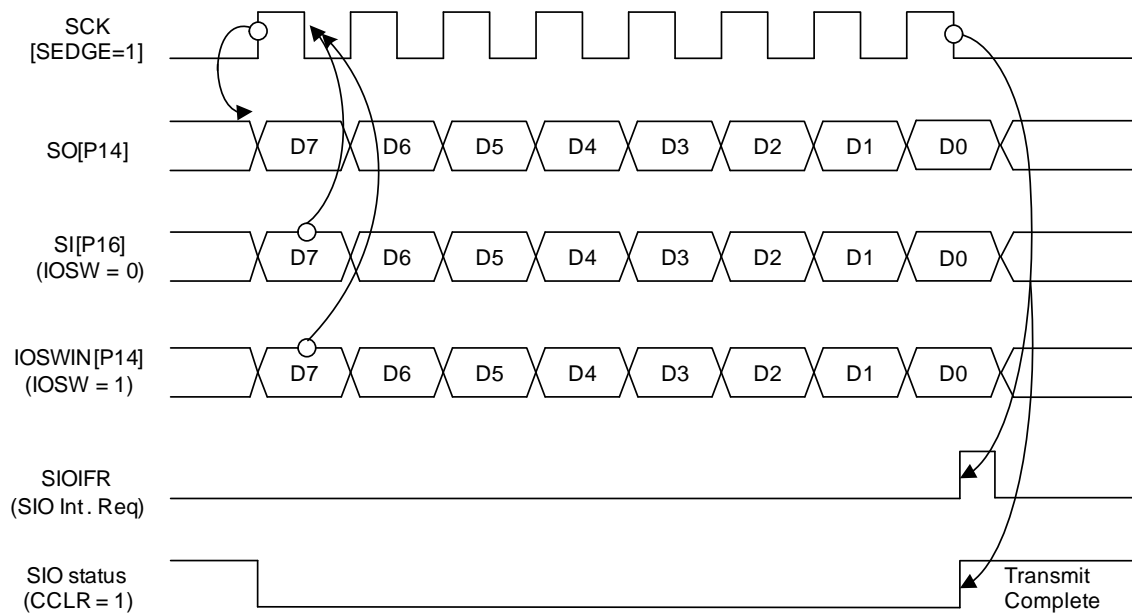 SCK
[SEDGE=1]
SO[P14]
D7 D6 D5 D4 D3 D2 D1 D0
SI[P16]
(IOSW = 0)
D7 D6 D5 D4 D3 D2 D1 D0
IOSWIN[P14]
(IOSW = 1)
D7 D6 D5 D4 D3 D2 D1 D0
SIOIFR
(SIO Int. Req)
SIO status
(CCLR = 1)
Transmit
Complete